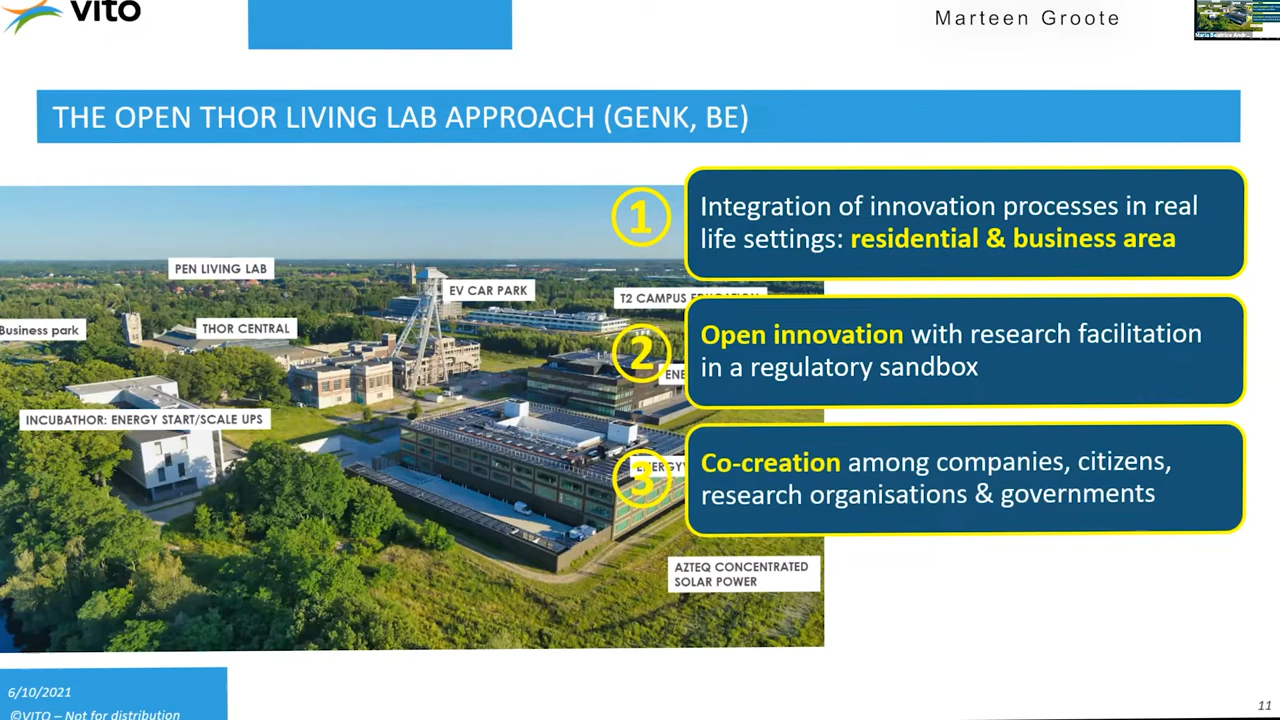 vito
Marteen Groote
THE OPEN THOR LIVING LAB APPROACH (GENK, BE)
1
Integration of innovation processes in real
life settings: residential & business area
PEN LIVING LAB
EV CAR PARK
T2 CAMPUS EDUCATION
Business park
THOR CENTRAL
2
Open innovation with research facilitation
in a regulatory sandbox
ENE
INCUBATHOR: ENERGY START/SCALE UPS
3
Co-creation among companies, citizens,
research organisations & governments
ENERGYV
AZTEQ CONCENTRATED
SOLAR POWER
6/10/2021
©VITO – Not for distribution
11